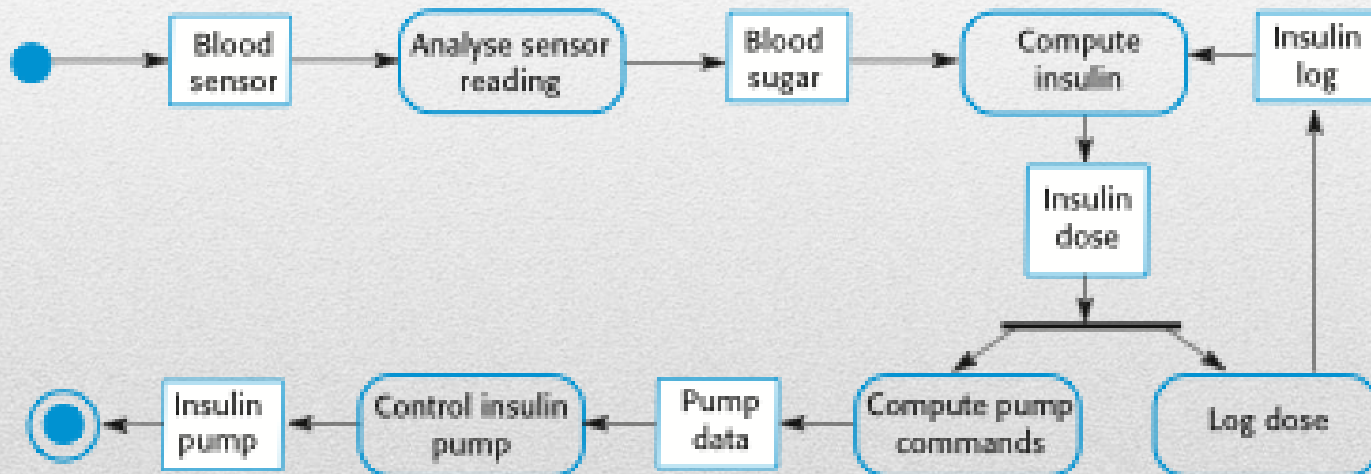 Blood
sensor
Analyse sensor
reading
Blood
sugar
Compute
insulin
Insulin
log
Insulin
dose
Insulin
pump
Control insulin
pump
Pump
data
Compute pump
commands
Log dose